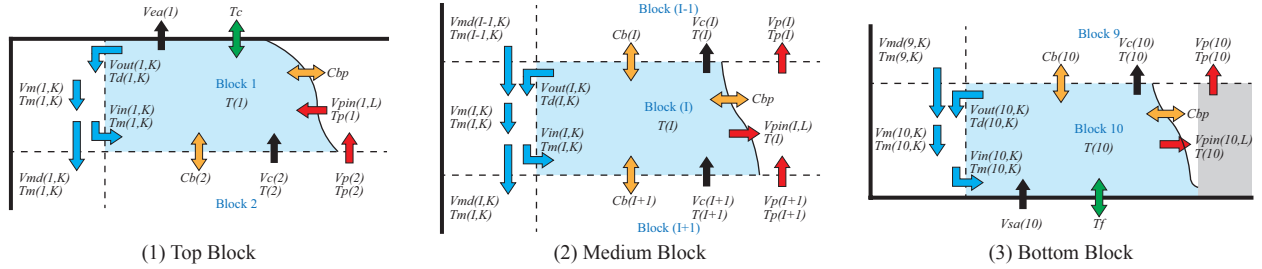 Vea(1)
Tc
Vout(1,K)
Td(1,K)
Block 1
T(1)
Cbp
Vm(1,K)
Tm(1,K)
Vpin(1,L)
Tp(1)
Vin(1,K)
Tm(1,K)
Vmd(1,K)
Tm(1,K)
Cb(2)
Vc(2)
T(2)
Vp(2)
Tp(2)
Block 2
(1) Top Block
Block (I-1)
Vmd(I-1,K)
Tm(I-1,K)
Cb(I)
Vc(I)
T(I)
Vp(I)
Tp(I)
Vout(I,K)
Td(I,K)
Block (I)
T(I)
Cbp
Vm(I,K)
Tm(I,K)
Vin(I,K)
Tm(I,K)
Vpin(I,L)
T(I)
Vmd(I,K)
Tm(I,K)
Cb(I+1)
Vc(I+1)
T(I+1)
Vp(I+1)
Tp(I+1)
Block (I+1)
(2) Medium Block
Block 9
Vmd(9,K)
Tm(9,K)
Cb(10)
Vc(10)
T(10)
Vp(10)
Tp(10)
Vout(10,K)
Td(10,K)
Block 10
T(10)
Cbp
Vm(10,K)
Tm(10,K)
Vin(10,K)
Tm(10,K)
Vpin(10,L)
T(10)
Vsa(10)
Tf
(3) Bottom Block